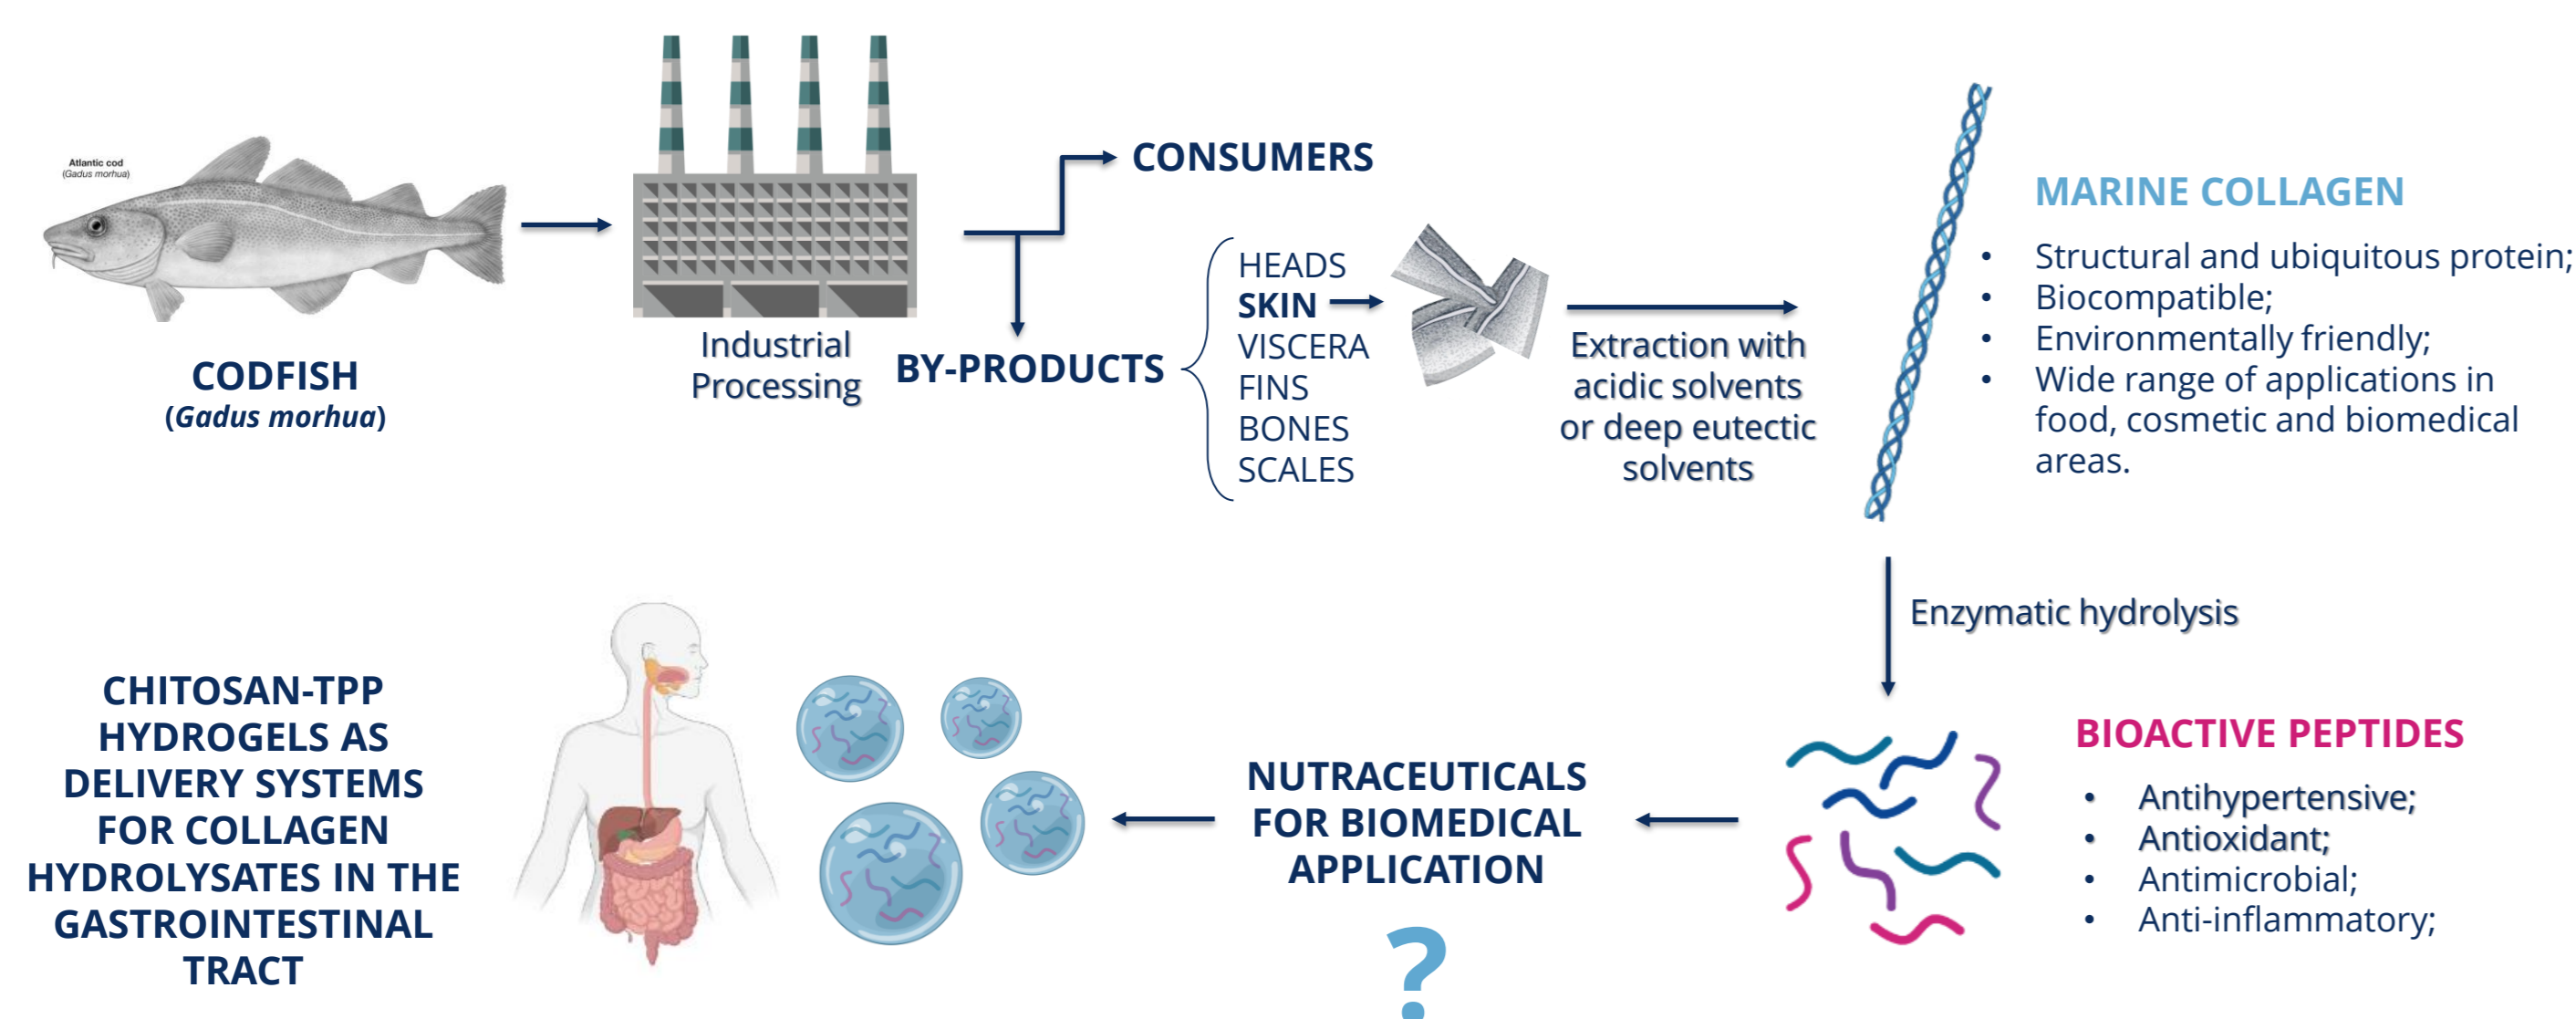 Atlantic cod
(Gadus morhua)
CODFISH
(Gadus morhua)
Industrial
Processing
CONSUMERS
BY-PRODUCTS
HEADS
SKIN
VISCERA
FINS
BONES
SCALES
Extraction with
acidic solvents
or deep eutectic
solvents
MARINE COLLAGEN
• Structural and ubiquitous protein;
• Biocompatible;
• Environmentally friendly;
• Wide range of applications in
food, cosmetic and biomedical
areas.
Enzymatic hydrolysis
BIOACTIVE PEPTIDES
• Antihypertensive;
• Antioxidant;
• Antimicrobial;
• Anti-inflammatory;
NUTRACEUTICALS
FOR BIOMEDICAL
APPLICATION
?
CHITOSAN-TPP
HYDROGELS AS
DELIVERY SYSTEMS
FOR COLLAGEN
HYDROLYSATES IN THE
GASTROINTESTINAL
TRACT